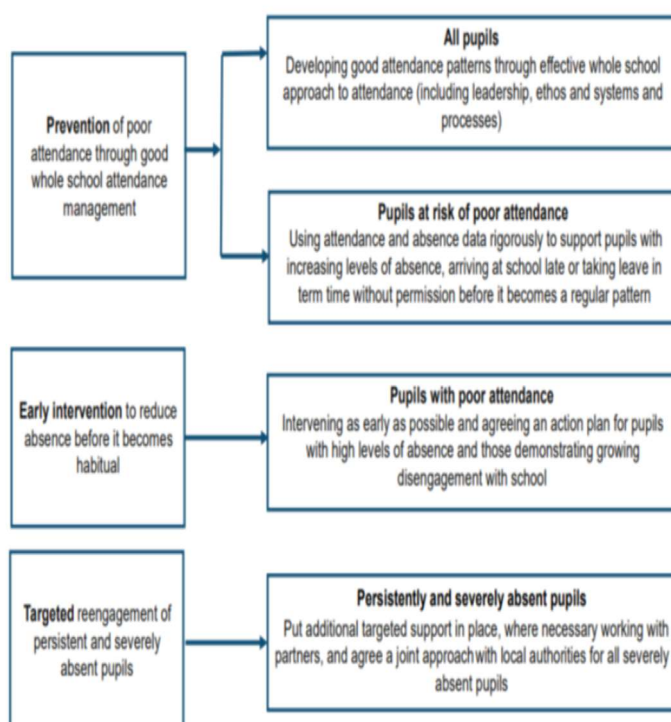 Prevention of poor
attendance through good
whole school attendance
management
All pupils
Developing good attendance patterns through effective whole school
approach to attendance (including leadership, ethos and systems and
processes)
Pupils at risk of poor attendance
Using attendance and absence data rigorously to support pupils with
increasing levels of absence, arriving at school late or taking leave in
term time without permission before it becomes a regular pattern
Early intervention to reduce
absence before it becomes
habitual
Pupils with poor attendance
Intervening as early as possible and agreeing an action plan for pupils
with high levels of absence and those demonstrating growing
disengagement with school
Targeted reengagement of
persistent and severely
absent pupils
Persistently and severely absent pupils
Put additional targeted support in place, where necessary working with
partners, and agree a joint approach with local authorities for all severely
absent pupils